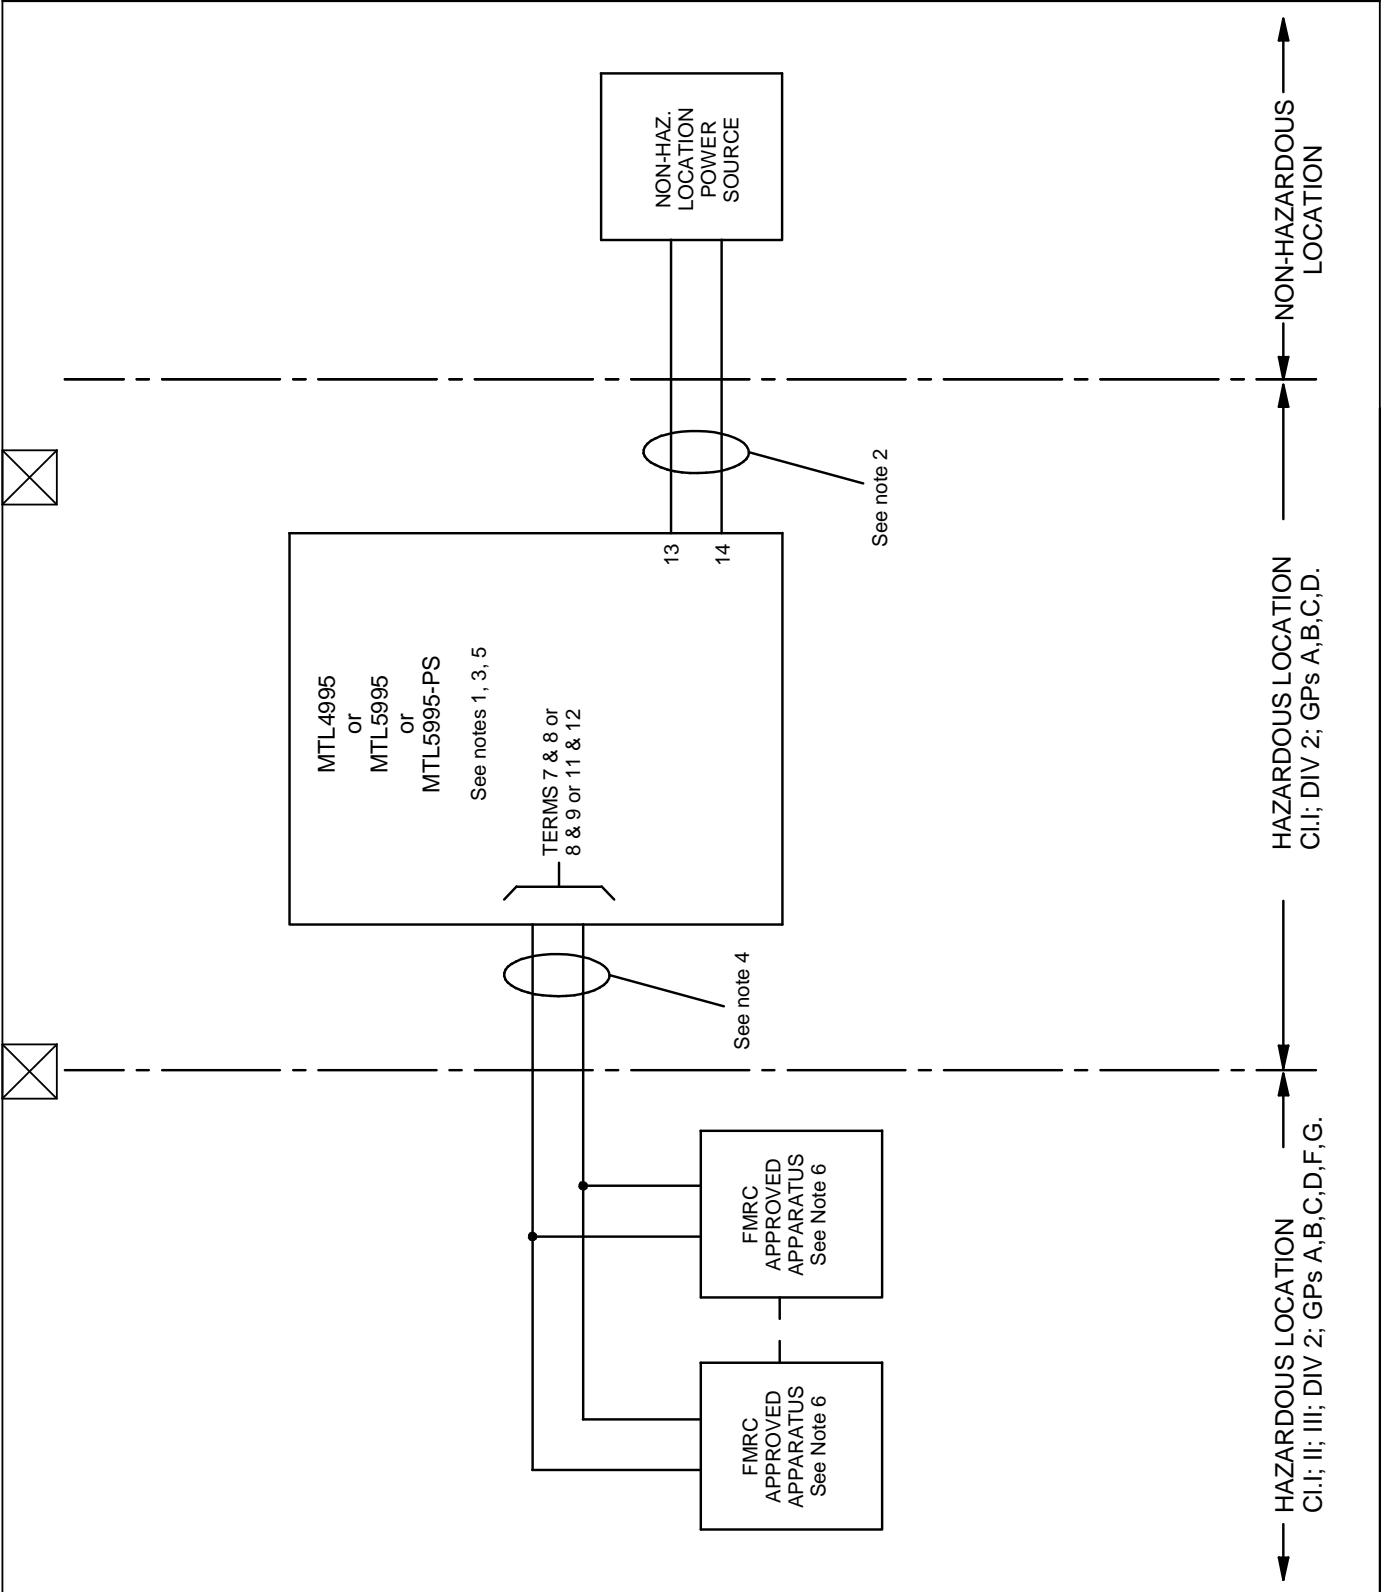 MTL4995
or
MTL5995
or
MTL5995-PS
See notes 1, 3, 5
TERMS 7 & 8 or
8 & 9 or 11 & 12
13
14
NON-HAZ.
LOCATION
POWER
SOURCE
See note 4
See note 2
FMRC
APPROVED
APPARATUS
See Note 6
FMRC
APPROVED
APPARATUS
See Note 6
HAZARDOUS LOCATION
Cl.I; II; III; DIV 2; GPs A,B,C,D,F,G.
HAZARDOUS LOCATION
Cl.I; DIV 2; GPs A,B,C,D.
NON-HAZARDOUS
LOCATION